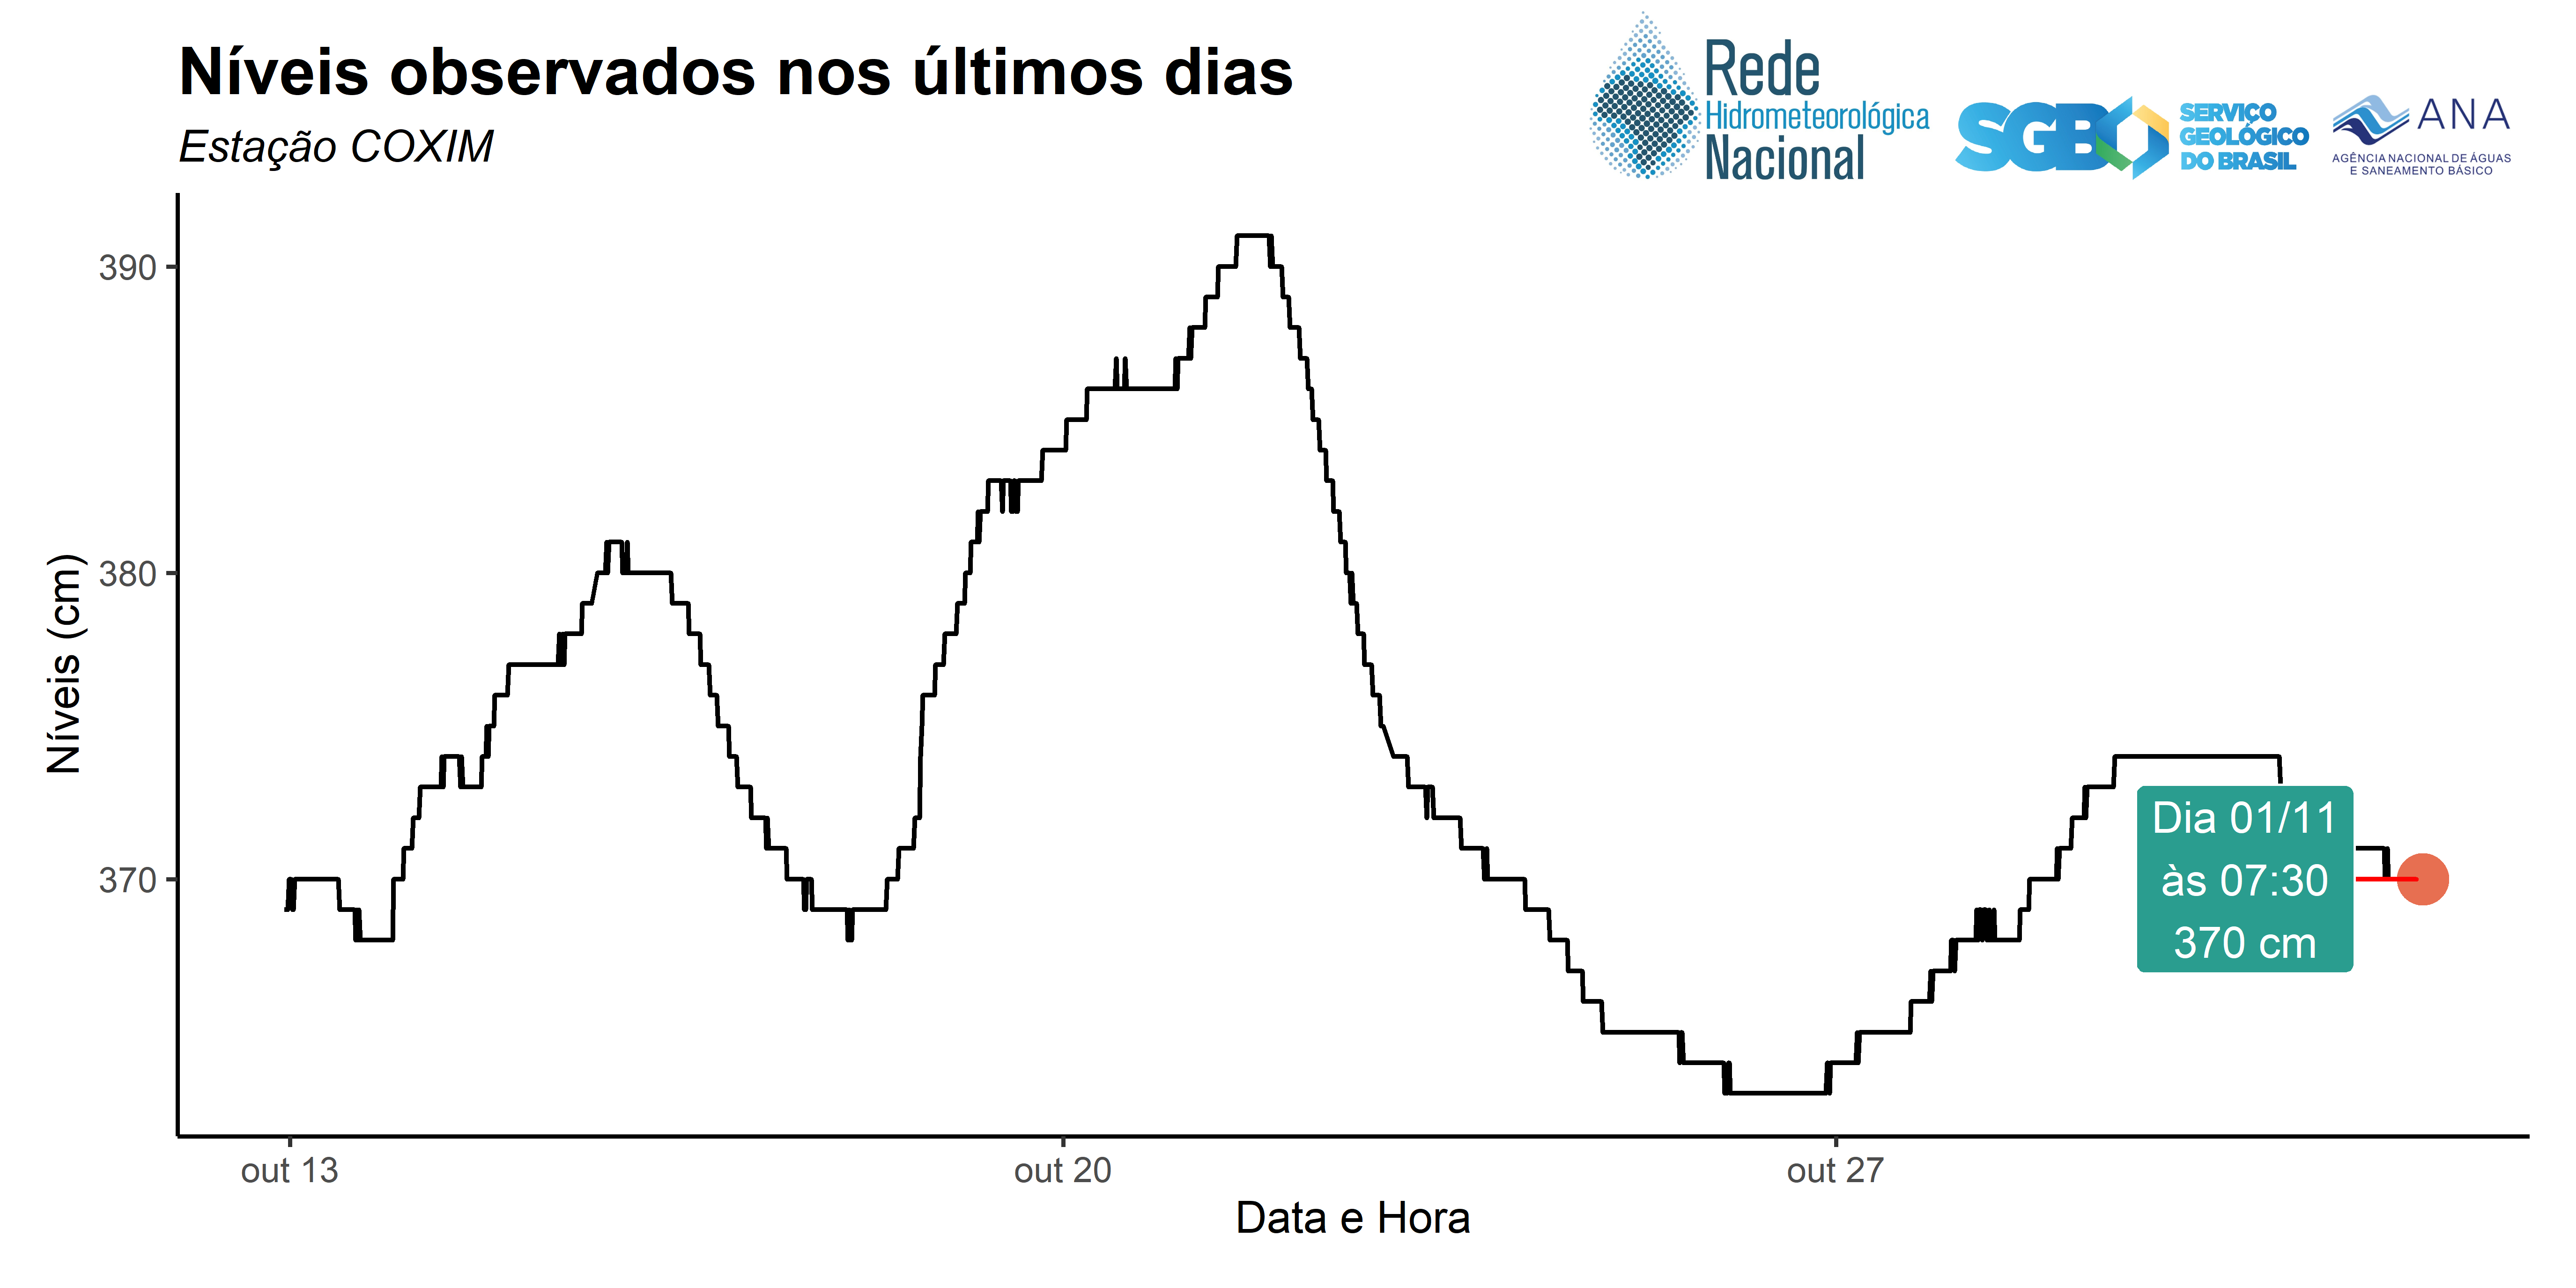 Níveis observados nos últimos dias
Estação COXIM
Rede
Hidrometeorológica
Nacional
SGB
SERVIÇO
GEOLÓGICO
DO BRASIL
ANA
AGÊNCIA NACIONAL DE ÁGUAS
E SANEAMENTO BÁSICO
Níveis (cm)
390
380
370
Dia 01/11
às 07:30
370 cm
out 13
out 20
out 27
Data e Hora